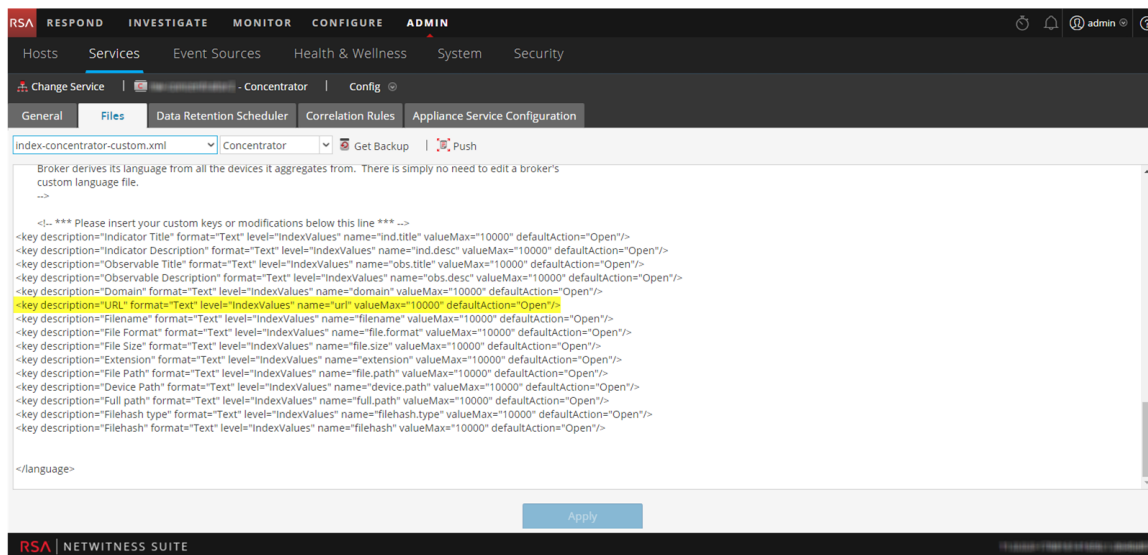 RSA RESPOND INVESTIGATE MONITOR CONFIGURE ADMIN admin
Hosts Services Event Sources Health & Wellness System Security
Change Service | - Concentrator | Config
General Files Data Retention Scheduler Correlation Rules Appliance Service Configuration
index-concentrator-custom.xml Concentrator Get Backup | Push
Broker derives its language from all the devices it aggregates from. There is simply no need to edit a broker's
custom language file.
-->
<!-- *** Please insert your custom keys or modifications below this line *** -->
<key description="Indicator Title" format="Text" level="IndexValues" name="ind.title" valueMax="10000" defaultAction="Open"/>
<key description="Indicator Description" format="Text" level="IndexValues" name="ind.desc" valueMax="10000" defaultAction="Open"/>
<key description="Observable Title" format="Text" level="IndexValues" name="obs.title" valueMax="10000" defaultAction="Open"/>
<key description="Observable Description" format="Text" level="IndexValues" name="obs.desc" valueMax="10000" defaultAction="Open"/>
<key description="Domain" format="Text" level="IndexValues" name="domain" valueMax="10000" defaultAction="Open"/>
<key description="URL" format="Text" level="IndexValues" name="url" valueMax="10000" defaultAction="Open"/>
<key description="Filename" format="Text" level="IndexValues" name="filename" valueMax="10000" defaultAction="Open"/>
<key description="File Format" format="Text" level="IndexValues" name="file.format" valueMax="10000" defaultAction="Open"/>
<key description="File Size" format="Text" level="IndexValues" name="file.size" valueMax="10000" defaultAction="Open"/>
<key description="Extension" format="Text" level="IndexValues" name="extension" valueMax="10000" defaultAction="Open"/>
<key description="File Path" format="Text" level="IndexValues" name="file.path" valueMax="10000" defaultAction="Open"/>
<key description="Device Path" format="Text" level="IndexValues" name="device.path" valueMax="10000" defaultAction="Open"/>
<key description="Full path" format="Text" level="IndexValues" name="full.path" valueMax="10000" defaultAction="Open"/>
<key description="Filehash type" format="Text" level="IndexValues" name="filehash.type" valueMax="10000" defaultAction="Open"/>
<key description="Filehash" format="Text" level="IndexValues" name="filehash" valueMax="10000" defaultAction="Open"/>
</language>
Apply
RSA | NETWITNESS SUITE